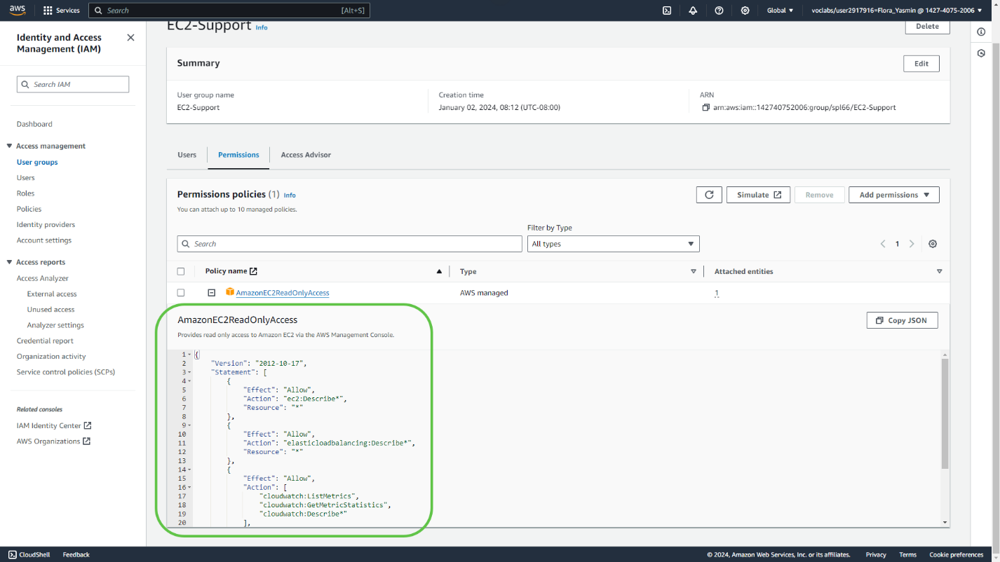 aws
Services
Search
[Alt+S]
Global
voclabs/user2917916=Flora_Yasmin @ 1427-4075-2006
Identity and Access
Management (IAM)
Search IAM
Dashboard
Access management
User groups
Users
Roles
Policies
Identity providers
Account settings
Access reports
Access Analyzer
External access
Unused access
Analyzer settings
Credential report
Organization activity
Service control policies (SCPs)
Related consoles
IAM Identity Center
AWS Organizations
EC2-Support Info
Delete
Summary
Edit
User group name
EC2-Support
Creation time
January 02, 2024, 08:12 (UTC-08:00)
ARN
arn:aws:iam::142740752006:group/spl66/EC2-Support
Users
Permissions
Access Advisor
Permissions policies (1) Info
You can attach up to 10 managed policies.
Simulate
Remove
Add permissions
Filter by Type
Search
All types
1
Policy name
Type
Attached entities
AmazonEC2ReadOnlyAccess
AWS managed
1
AmazonEC2ReadOnlyAccess
Provides read only access to Amazon EC2 via the AWS Management Console.
Copy JSON
1 {
2 "Version": "2012-10-17",
3 "Statement": [
4 {
5 "Effect": "Allow",
6 "Action": "ec2:Describe*",
7 "Resource": "*"
8 },
9 {
10 "Effect": "Allow",
11 "Action": "elasticloadbalancing:Describe*",
12 "Resource": "*"
13 },
14 {
15 "Effect": "Allow",
16 "Action": [
17 "cloudwatch:ListMetrics",
18 "cloudwatch:GetMetricStatistics",
19 "cloudwatch:Describe*"
20 ],
CloudShell
Feedback
© 2024, Amazon Web Services, Inc. or its affiliates.
Privacy
Terms
Cookie preferences